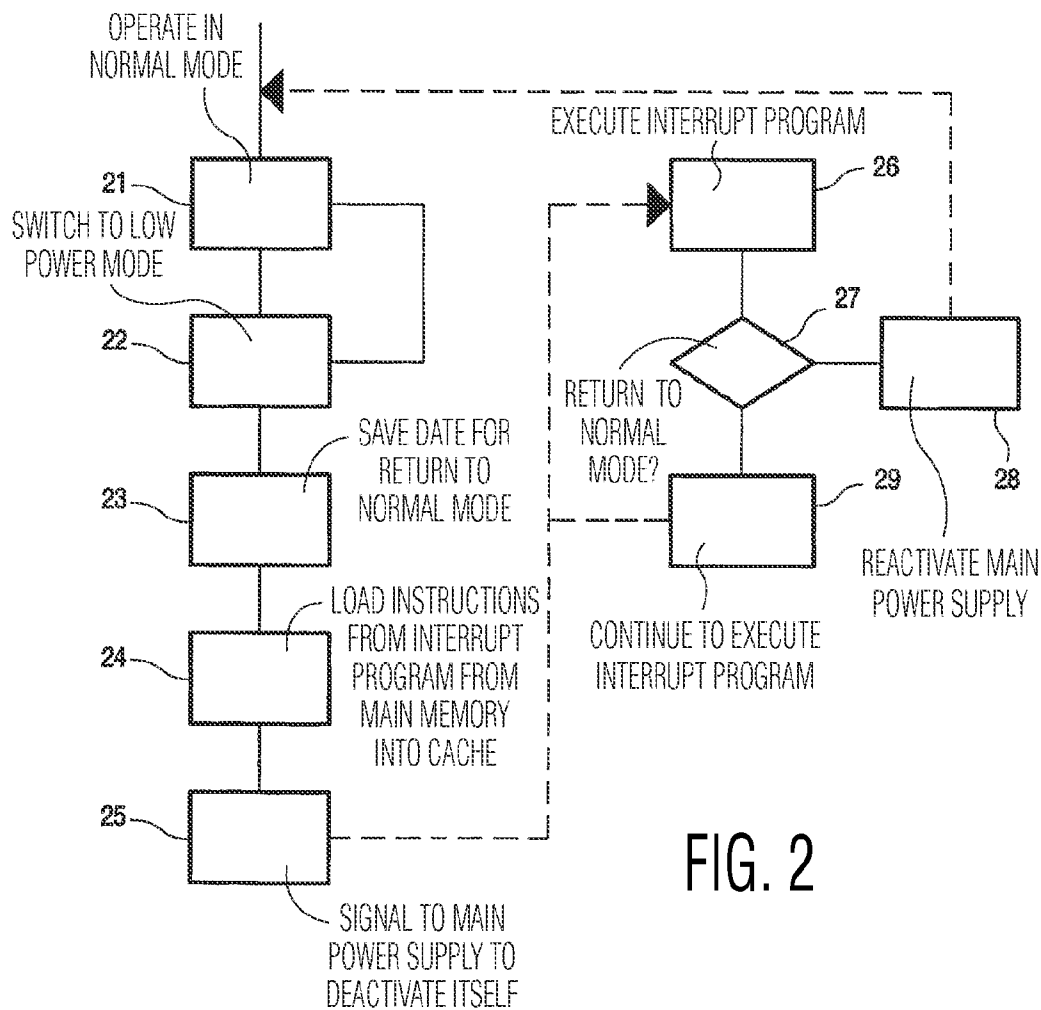 OPERATE IN
NORMAL MODE
21
SWITCH TO LOW
POWER MODE
22
SAVE DATE FOR
RETURN TO
NORMAL MODE
23
LOAD INSTRUCTIONS
FROM INTERRUPT
PROGRAM FROM
MAIN MEMORY
INTO CACHE
24
25
SIGNAL TO MAIN
POWER SUPPLY TO
DEACTIVATE ITSELF
EXECUTE INTERRUPT PROGRAM
26
27
RETURN TO
NORMAL
MODE?
28
REACTIVATE MAIN
POWER SUPPLY
29
CONTINUE TO EXECUTE
INTERRUPT PROGRAM
FIG. 2